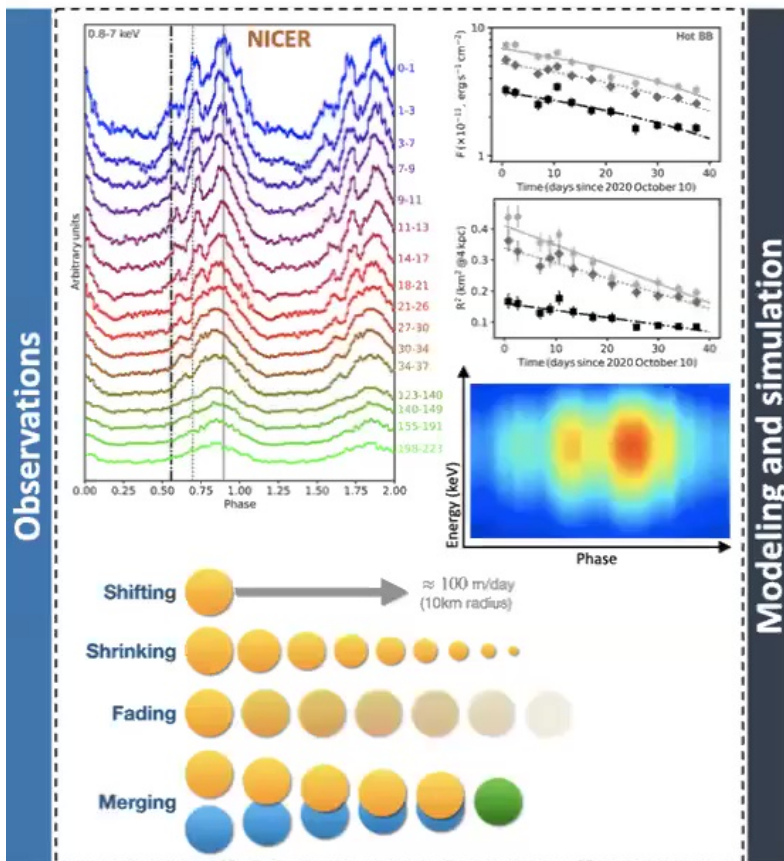 Observations
0.8-7 keV
NICER
0-1
1-3
3-7
7-9
9-11
11-13
14-17
18-21
21-26
27-30
30-34
34-37
123-140
140-149
155-191
198-223
Arbitrary units
0.00 0.25 0.50 0.75 1.00 1.25 1.50 1.75 2.00
Phase
Hot BB
10
1
F (×10⁻¹³, erg s⁻¹ cm⁻²)
0 10 20 30 40
Time (days since 2020 October 10)
0.4
0.3
0.2
0.1
R² (km² @4 kpc)
0 10 20 30 40
Time (days since 2020 October 10)
Energy (keV)
Phase
Shifting
≈ 100 m/day
(10km radius)
Shrinking
Fading
Merging
Modeling and simulation